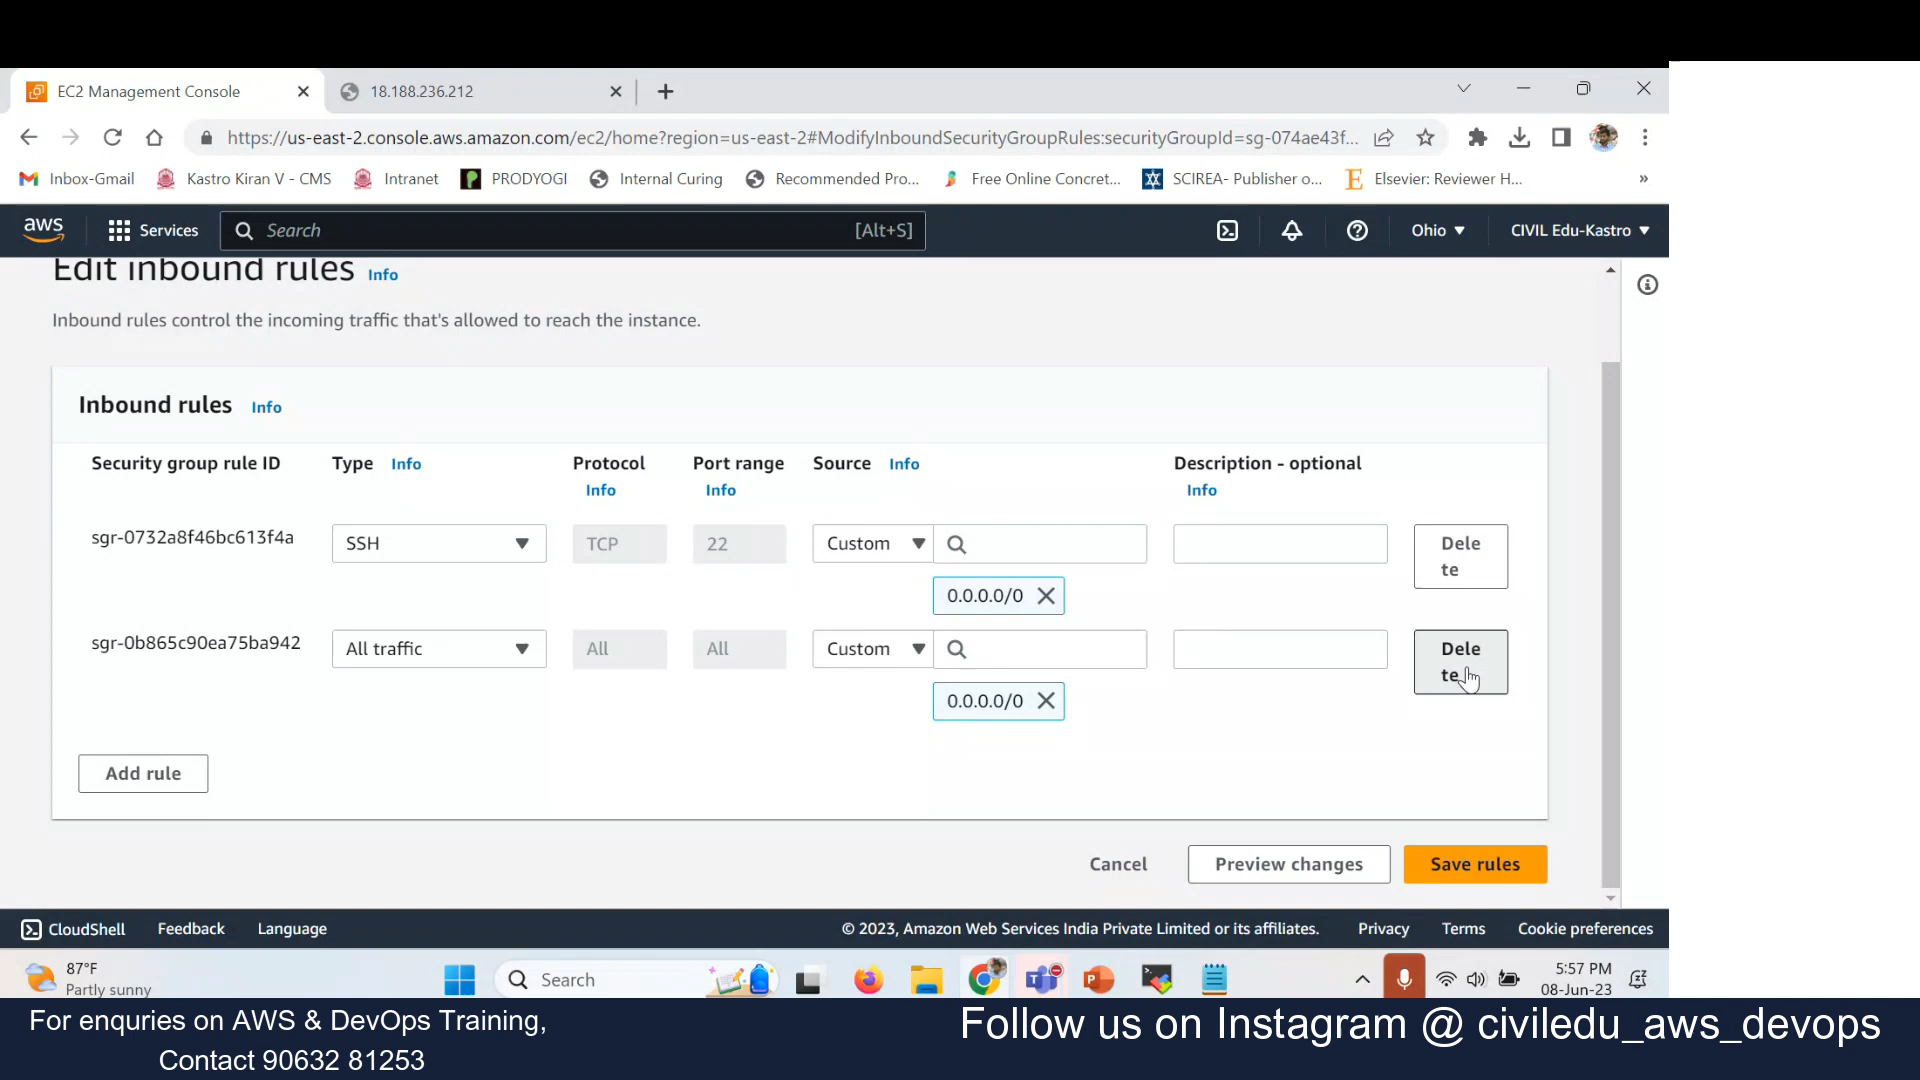 EC2 Management Console
18.188.236.212
https://us-east-2.console.aws.amazon.com/ec2/home?region=us-east-2#ModifyInboundSecurityGroupRules:securityGroupId=sg-074ae43f...
Inbox-Gmail
Kastro Kiran V - CMS
Intranet
PRODYOGI
Internal Curing
Recommended Pro...
Free Online Concret...
SCIREA- Publisher o...
Elsevier: Reviewer H...
»
aws
Services
Search
[Alt+S]
Ohio
CIVIL Edu-Kastro
Edit inbound rules Info
Inbound rules control the incoming traffic that's allowed to reach the instance.
Inbound rules Info
Security group rule ID
Type Info
Protocol
Info
Port range
Info
Source Info
Description - optional
Info
sgr-0732a8f46bc613f4a
SSH
TCP
22
Custom
0.0.0.0/0
Dele
te
sgr-0b865c90ea75ba942
All traffic
All
All
Custom
0.0.0.0/0
Dele
te
Add rule
Cancel
Preview changes
Save rules
CloudShell
Feedback
Language
© 2023, Amazon Web Services India Private Limited or its affiliates.
Privacy
Terms
Cookie preferences
87°F
Partly sunny
Search
5:57 PM
08-Jun-23
For enquries on AWS & DevOps Training,
Contact 90632 81253
Follow us on Instagram @ civiledu_aws_devops